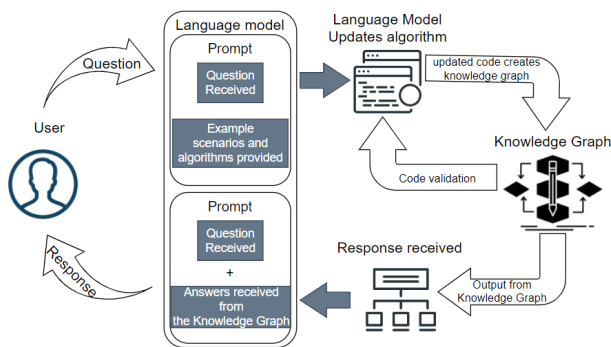 Language model
Prompt
Question
Received
Example
scenarios and
algorithms provided
Prompt
Question
Received
+
Answers received
from
the Knowledge Graph
Question
User
Response
Language Model
Updates algorithm
updated code creates
knowledge graph
Knowledge Graph
Code validation
Output from
Knowledge Graph
Response received